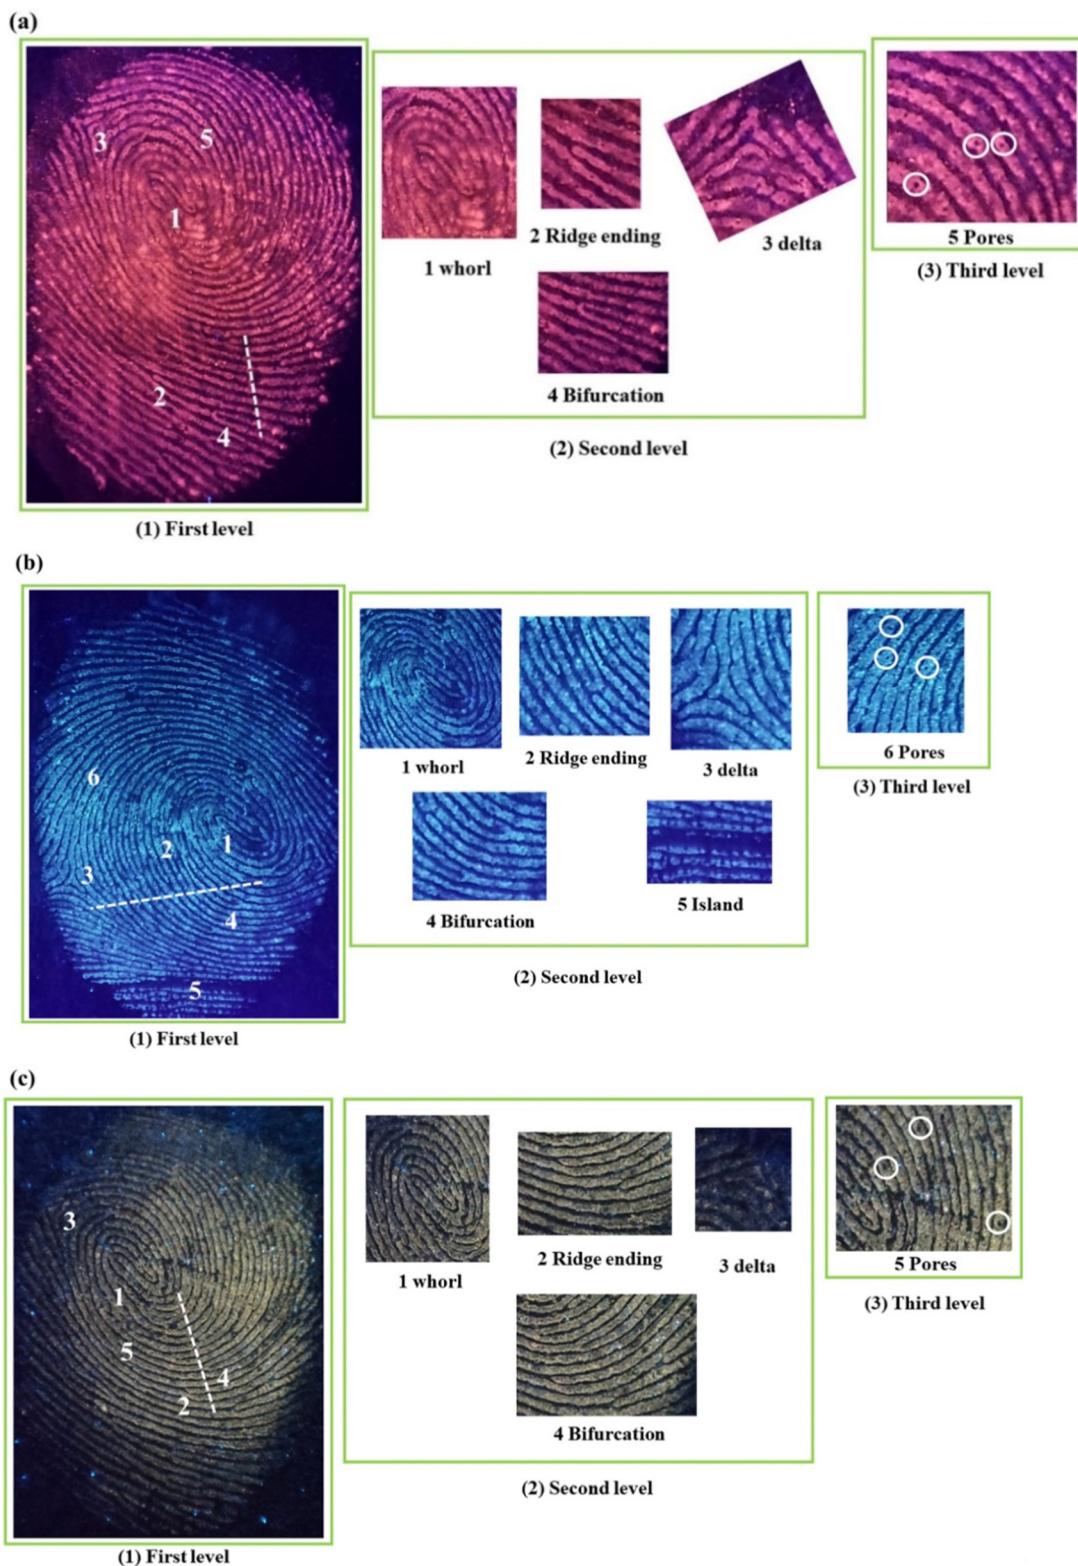 (a)
3
5
1
2
4
1 whorl
2 Ridge ending
3 delta
4 Bifurcation
5 Pores
(3) Third level
(2) Second level
(1) First level
(b)
6
1
2
3
4
5
1 whorl
2 Ridge ending
3 delta
4 Bifurcation
5 Island
6 Pores
(3) Third level
(2) Second level
(1) First level
(c)
3
1
5
4
2
1 whorl
2 Ridge ending
3 delta
4 Bifurcation
5 Pores
(3) Third level
(2) Second level
(1) First level